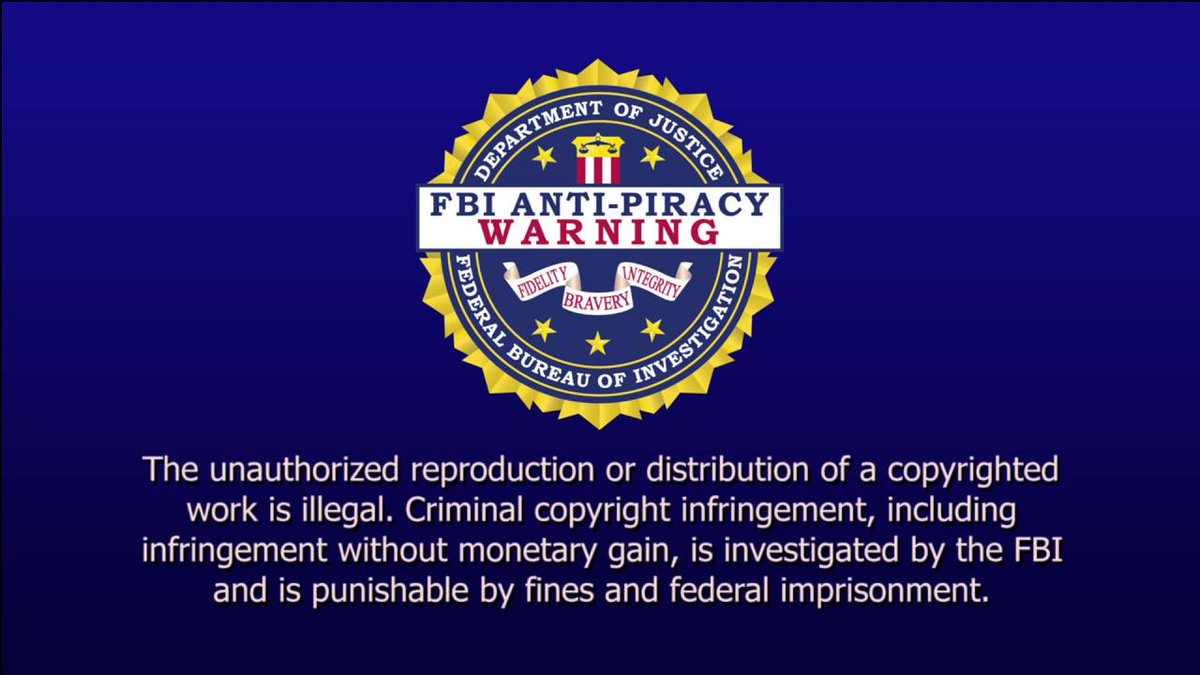 DEPARTMENT OF JUSTICE
FBI ANTI-PIRACY
WARNING
FIDELITY
BRAVERY
INTEGRITY
FEDERAL BUREAU OF INVESTIGATION
The unauthorized reproduction or distribution of a copyrighted
work is illegal. Criminal copyright infringement, including
infringement without monetary gain, is investigated by the FBI
and is punishable by fines and federal imprisonment.